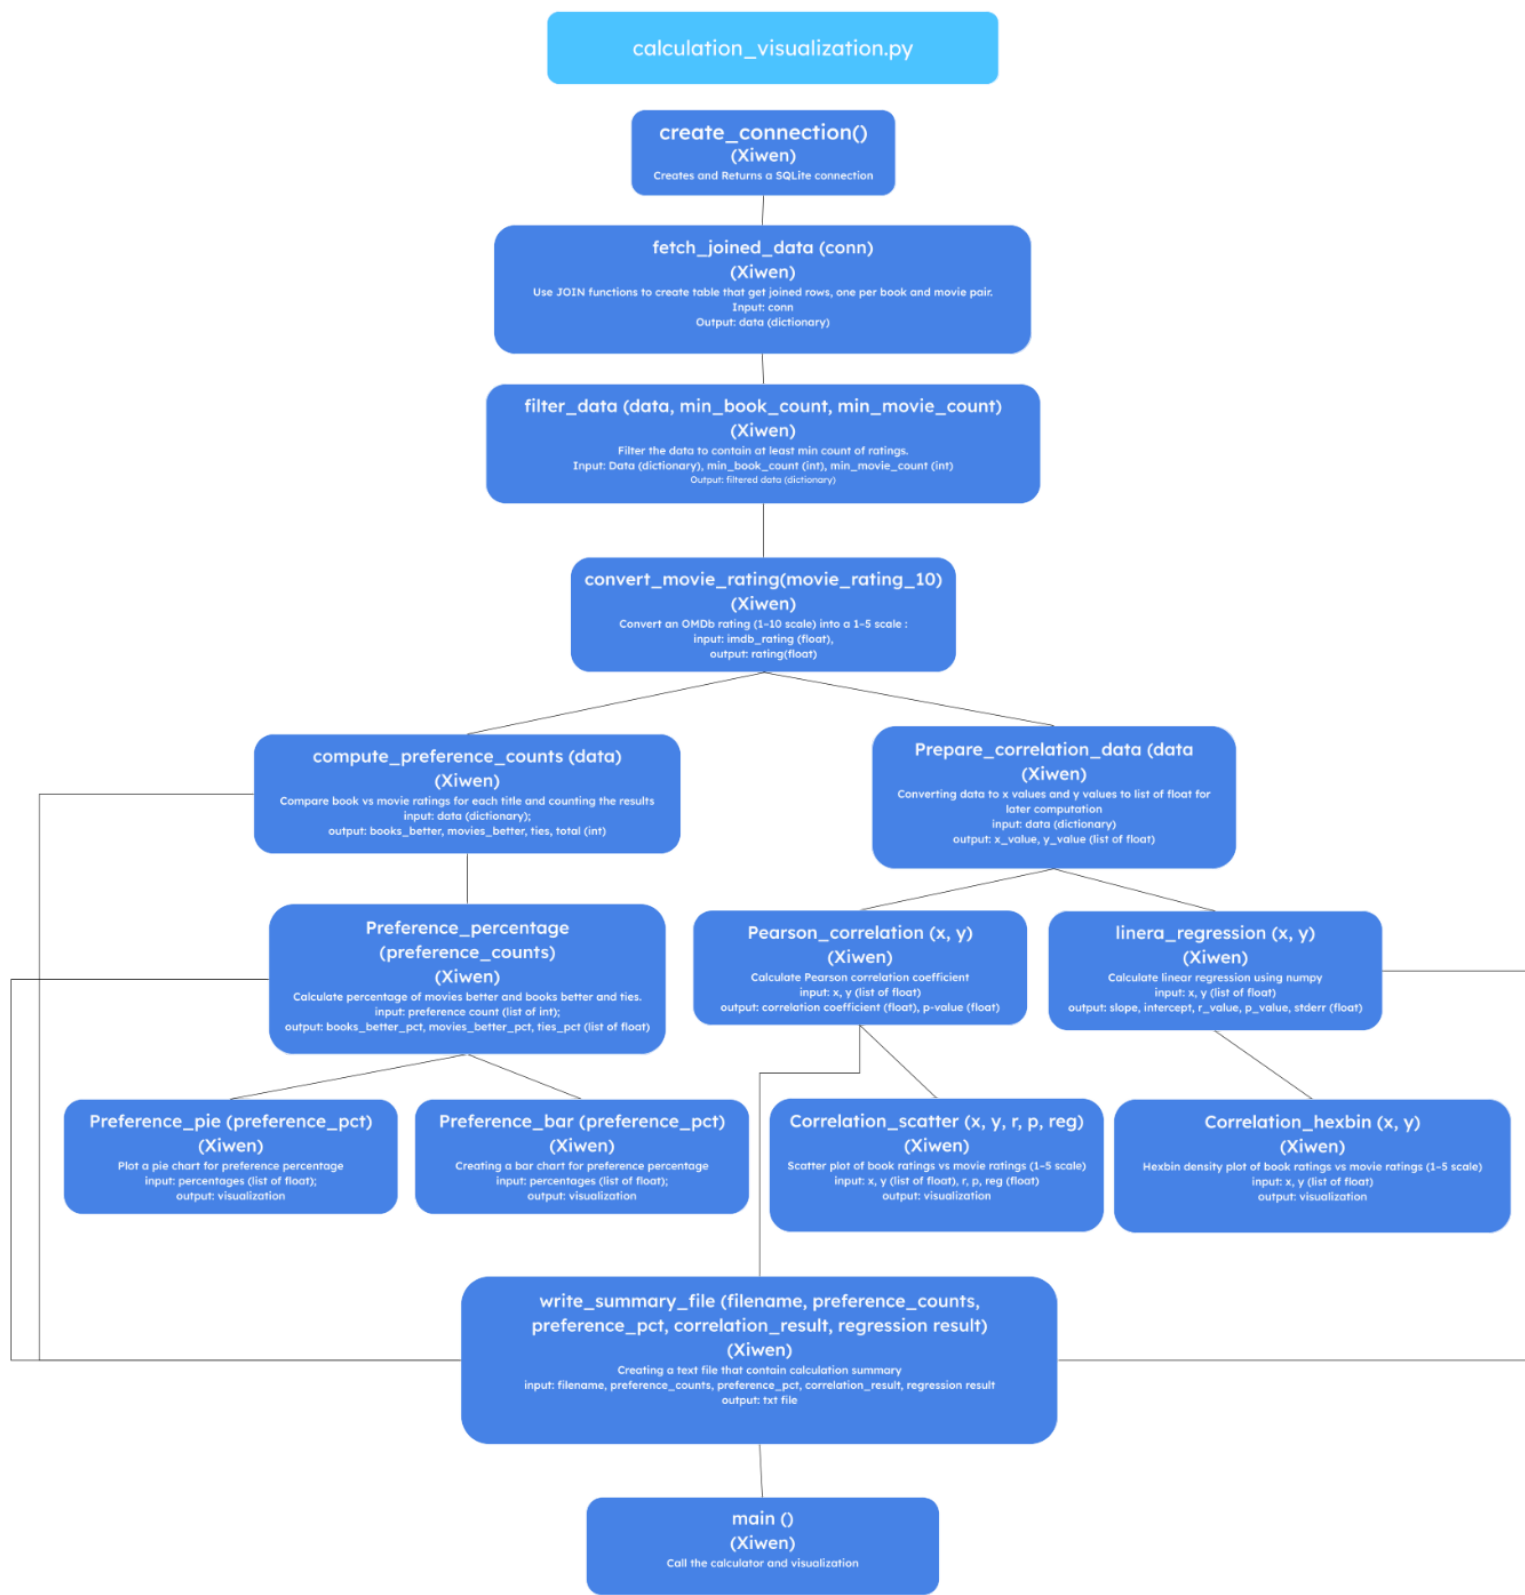 calculation_visualization.py
create_connection()
(Xiwen)
Creates and Returns a SQLite connection
fetch_joined_data (conn)
(Xiwen)
Use JOIN functions to create table that get joined rows, one per book and movie pair.
Input: conn
Output: data (dictionary)
filter_data (data, min_book_count, min_movie_count)
(Xiwen)
Filter the data to contain at least min count of ratings.
Input: Data (dictionary), min_book_count (int), min_movie_count (int)
Output: filtered data (dictionary)
convert_movie_rating(movie_rating_10)
(Xiwen)
Convert an OMDb rating (1–10 scale) into a 1–5 scale :
input: imdb_rating (float),
output: rating(float)
compute_preference_counts (data)
(Xiwen)
Compare book vs movie ratings for each title and counting the results
input: data (dictionary);
output: books_better, movies_better, ties, total (int)
Prepare_correlation_data (data
(Xiwen)
Converting data to x values and y values to list of float for
later computation
input: data (dictionary)
output: x_value, y_value (list of float)
Preference_percentage
(preference_counts)
(Xiwen)
Calculate percentage of movies better and books better and ties.
input: preference count (list of int);
output: books_better_pct, movies_better_pct, ties_pct (list of float)
Pearson_correlation (x, y)
(Xiwen)
Calculate Pearson correlation coefficient
input: x, y (list of float)
output: correlation coefficient (float), p-value (float)
linera_regression (x, y)
(Xiwen)
Calculate linear regression using numpy
input: x, y (list of float)
output: slope, intercept, r_value, p_value, stderr (float)
Preference_pie (preference_pct)
(Xiwen)
Plot a pie chart for preference percentage
input: percentages (list of float);
output: visualization
Preference_bar (preference_pct)
(Xiwen)
Creating a bar chart for preference percentage
input: percentages (list of float);
output: visualization
Correlation_scatter (x, y, r, p, reg)
(Xiwen)
Scatter plot of book ratings vs movie ratings (1–5 scale)
input: x, y (list of float), r, p, reg (float)
output: visualization
Correlation_hexbin (x, y)
(Xiwen)
Hexbin density plot of book ratings vs movie ratings (1–5 scale)
input: x, y (list of float)
output: visualization
write_summary_file (filename, preference_counts,
preference_pct, correlation_result, regression result)
(Xiwen)
Creating a text file that contain calculation summary
input: filename, preference_counts, preference_pct, correlation_result, regression result
output: txt file
main ()
(Xiwen)
Call the calculator and visualization